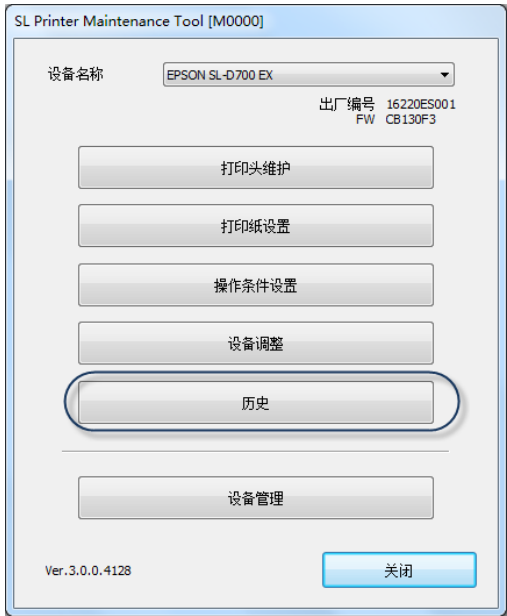 SL Printer Maintenance Tool [M0000]
设备名称 EPSON SL-D700 EX
出厂编号 16220ES001
FW CB130F3
打印头维护
打印纸设置
操作条件设置
设备调整
历史
设备管理
Ver.3.0.0.4128 关闭